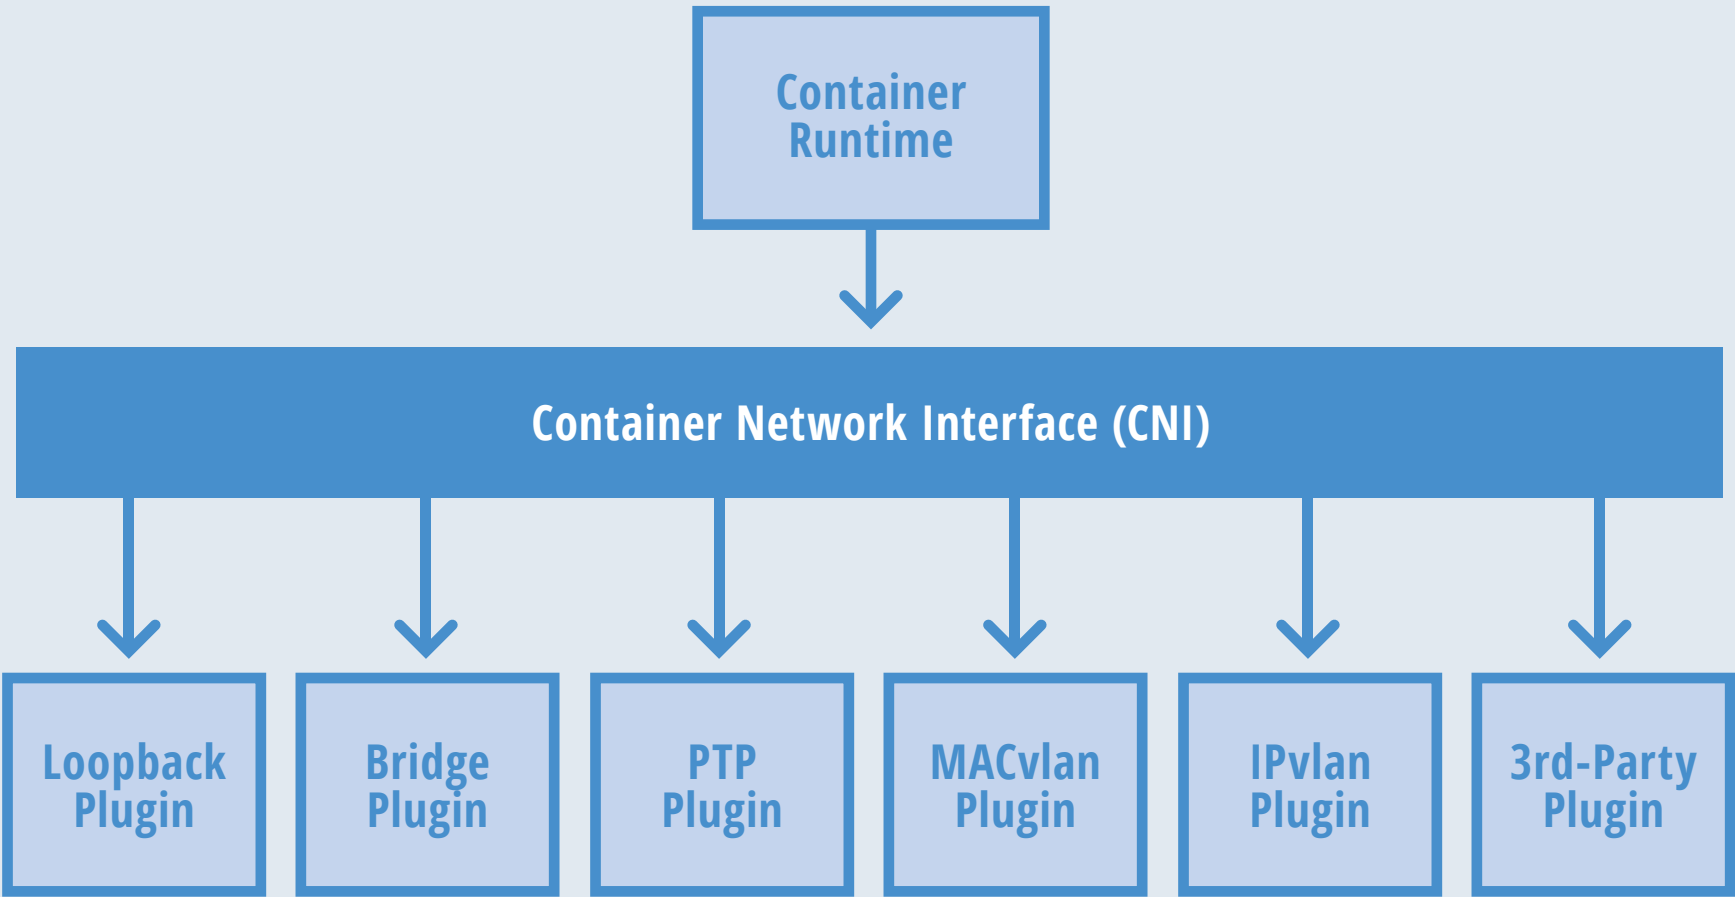 Container
Runtime
Container Network Interface (CNI)
Loopback
Plugin
Bridge
Plugin
PTP
Plugin
MACvlan
Plugin
IPvlan
Plugin
3rd-Party
Plugin